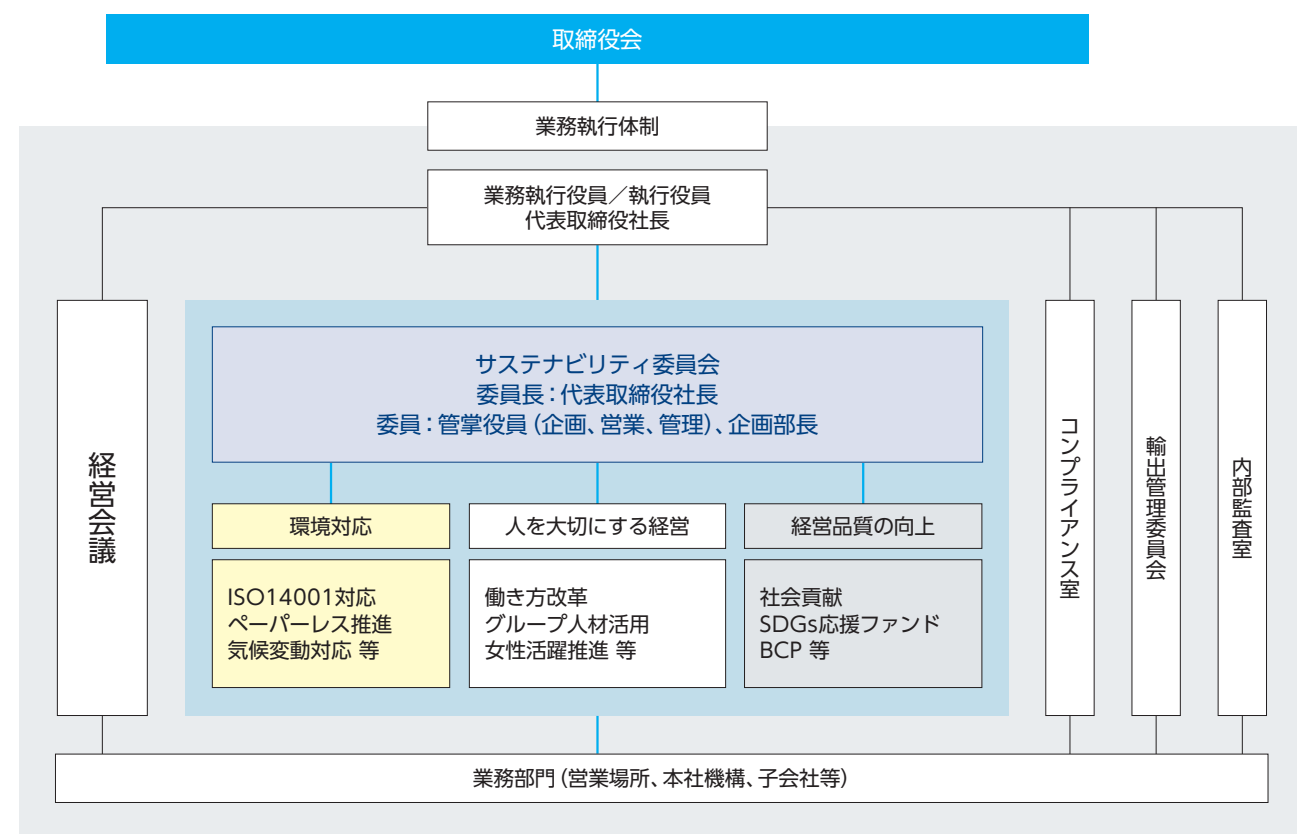 取締役会
業務執行体制
業務執行役員／執行役員
代表取締役社長
経営会議
サステナビリティ委員会
委員長：代表取締役社長
委員：管掌役員（企画、営業、管理）、企画部長
環境対応
ISO14001対応
ペーパーレス推進
気候変動対応 等
人を大切にする経営
働き方改革
グループ人材活用
女性活躍推進 等
経営品質の向上
社会貢献
SDGs応援ファンド
BCP 等
コンプライアンス室
輸出管理委員会
内部監査室
業務部門（営業場所、本社機構、子会社等）